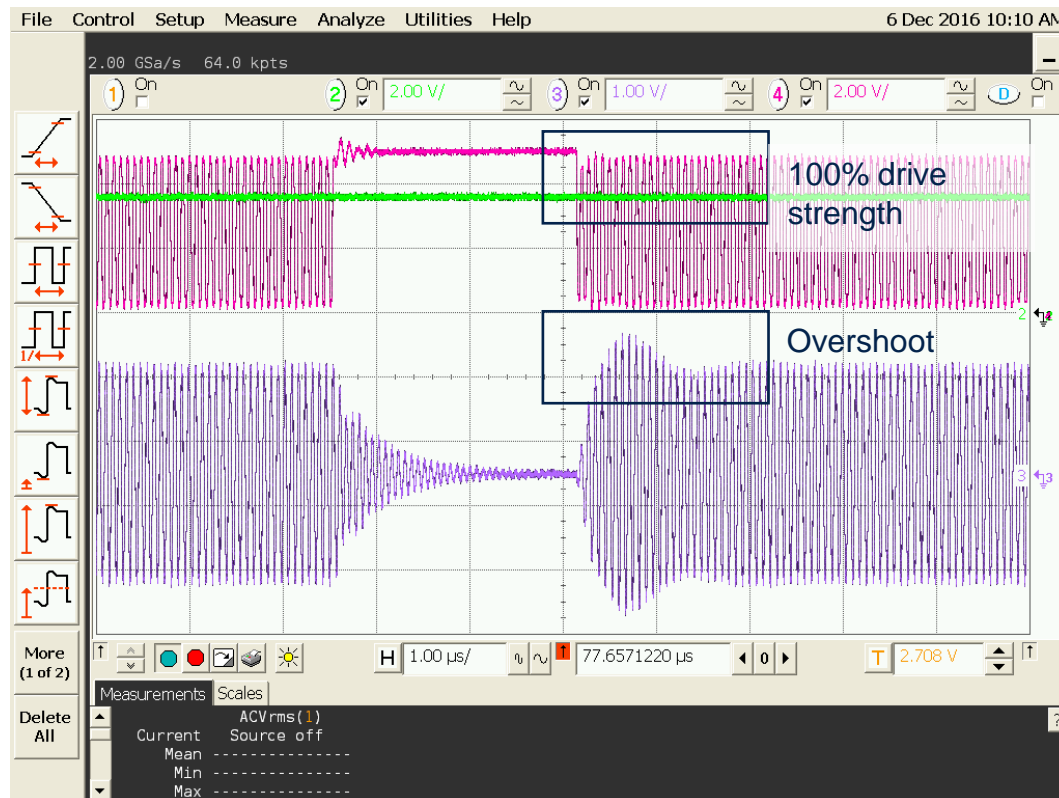 File Control Setup Measure Analyze Utilities Help 6 Dec 2016 10:10 AM
2.00 GSa/s 64.0 kpts
1) On 2) On 2.00 V/ 3) On 1.00 V/ 4) On 2.00 V/ D On
100% drive
strength
2
Overshoot
3 3
1/
More
(1 of 2)
Delete
All
H 1.00 µs/ 77.6571220 µs 0 T 2.708 V
Measurements Scales
ACVrms(1)
Current Source off
Mean ---------------
Min ---------------
Max ---------------
?